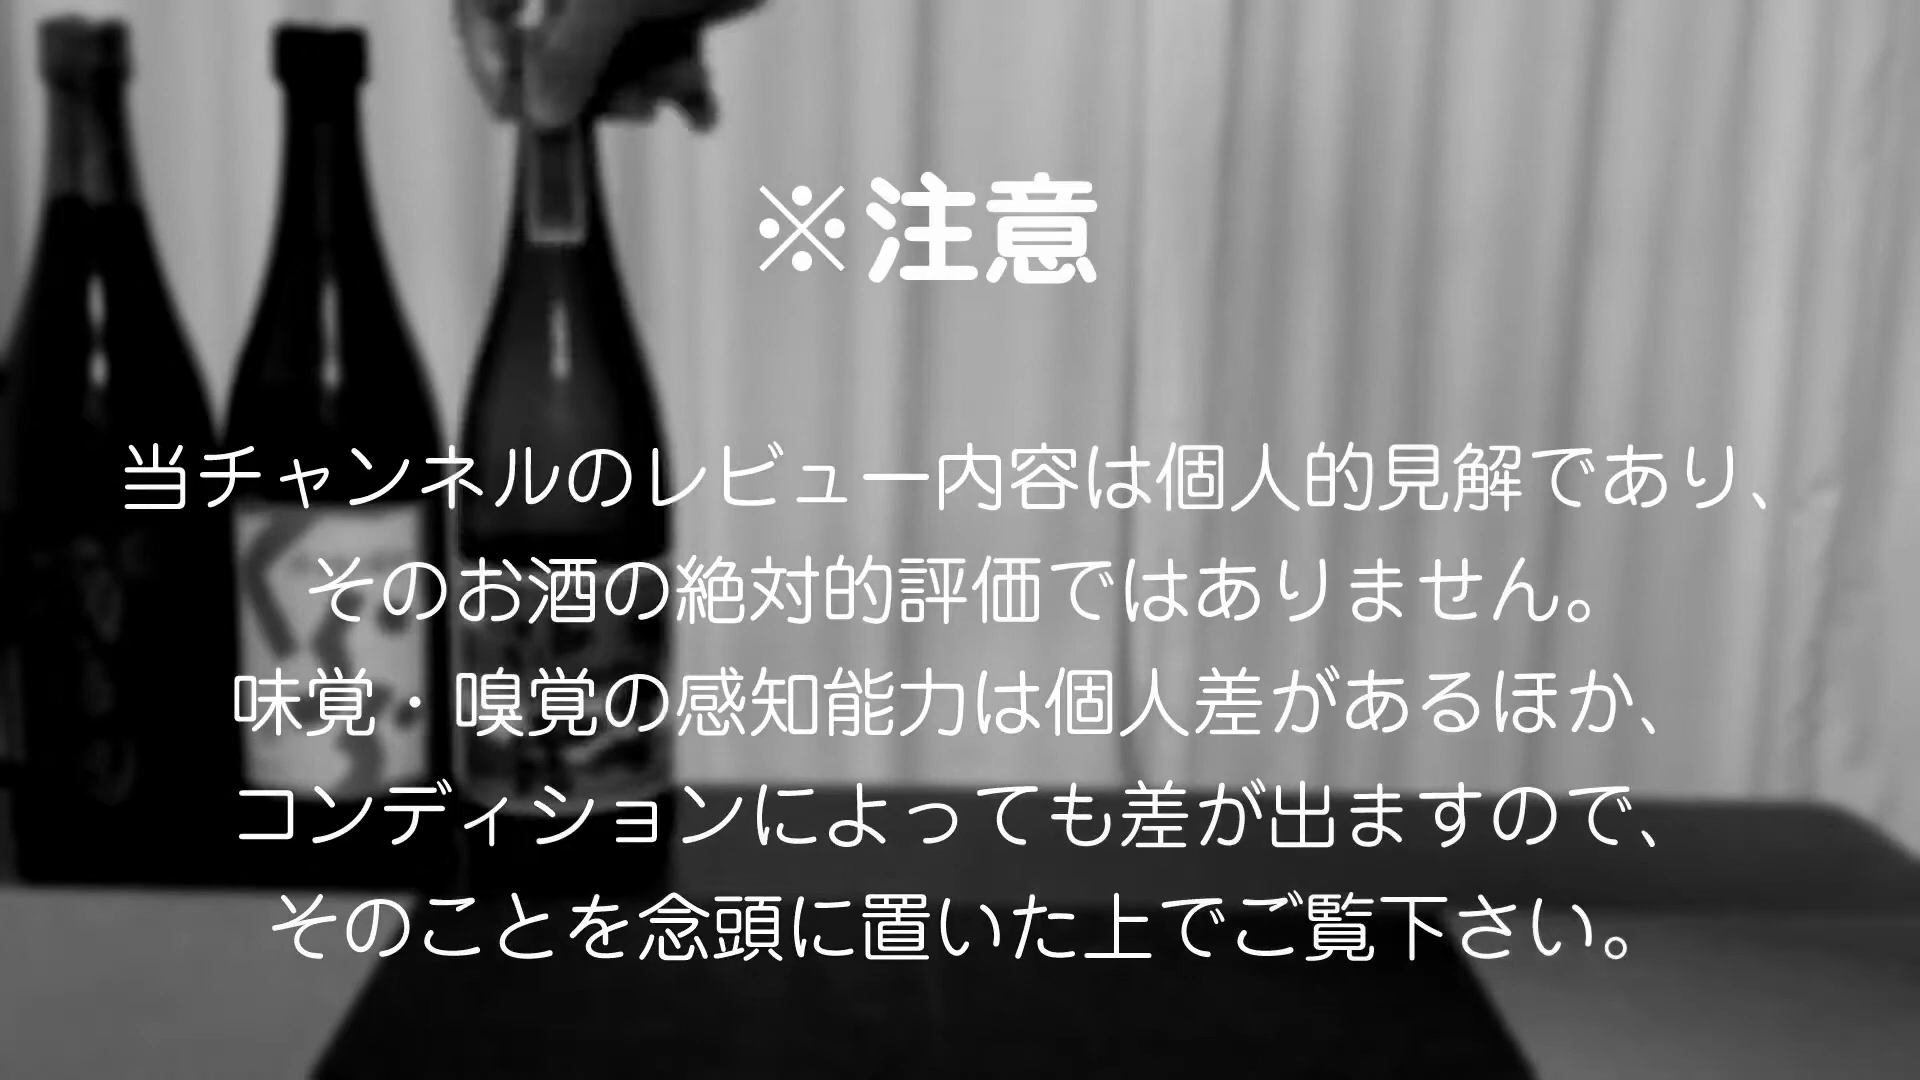 ※注意
当チャンネルのレビュー内容は個人的見解であり、
そのお酒の絶対的評価ではありません。
味覚・嗅覚の感知能力は個人差があるほか、
コンディションによっても差が出ますので、
そのことを念頭に置いた上でご覧下さい。